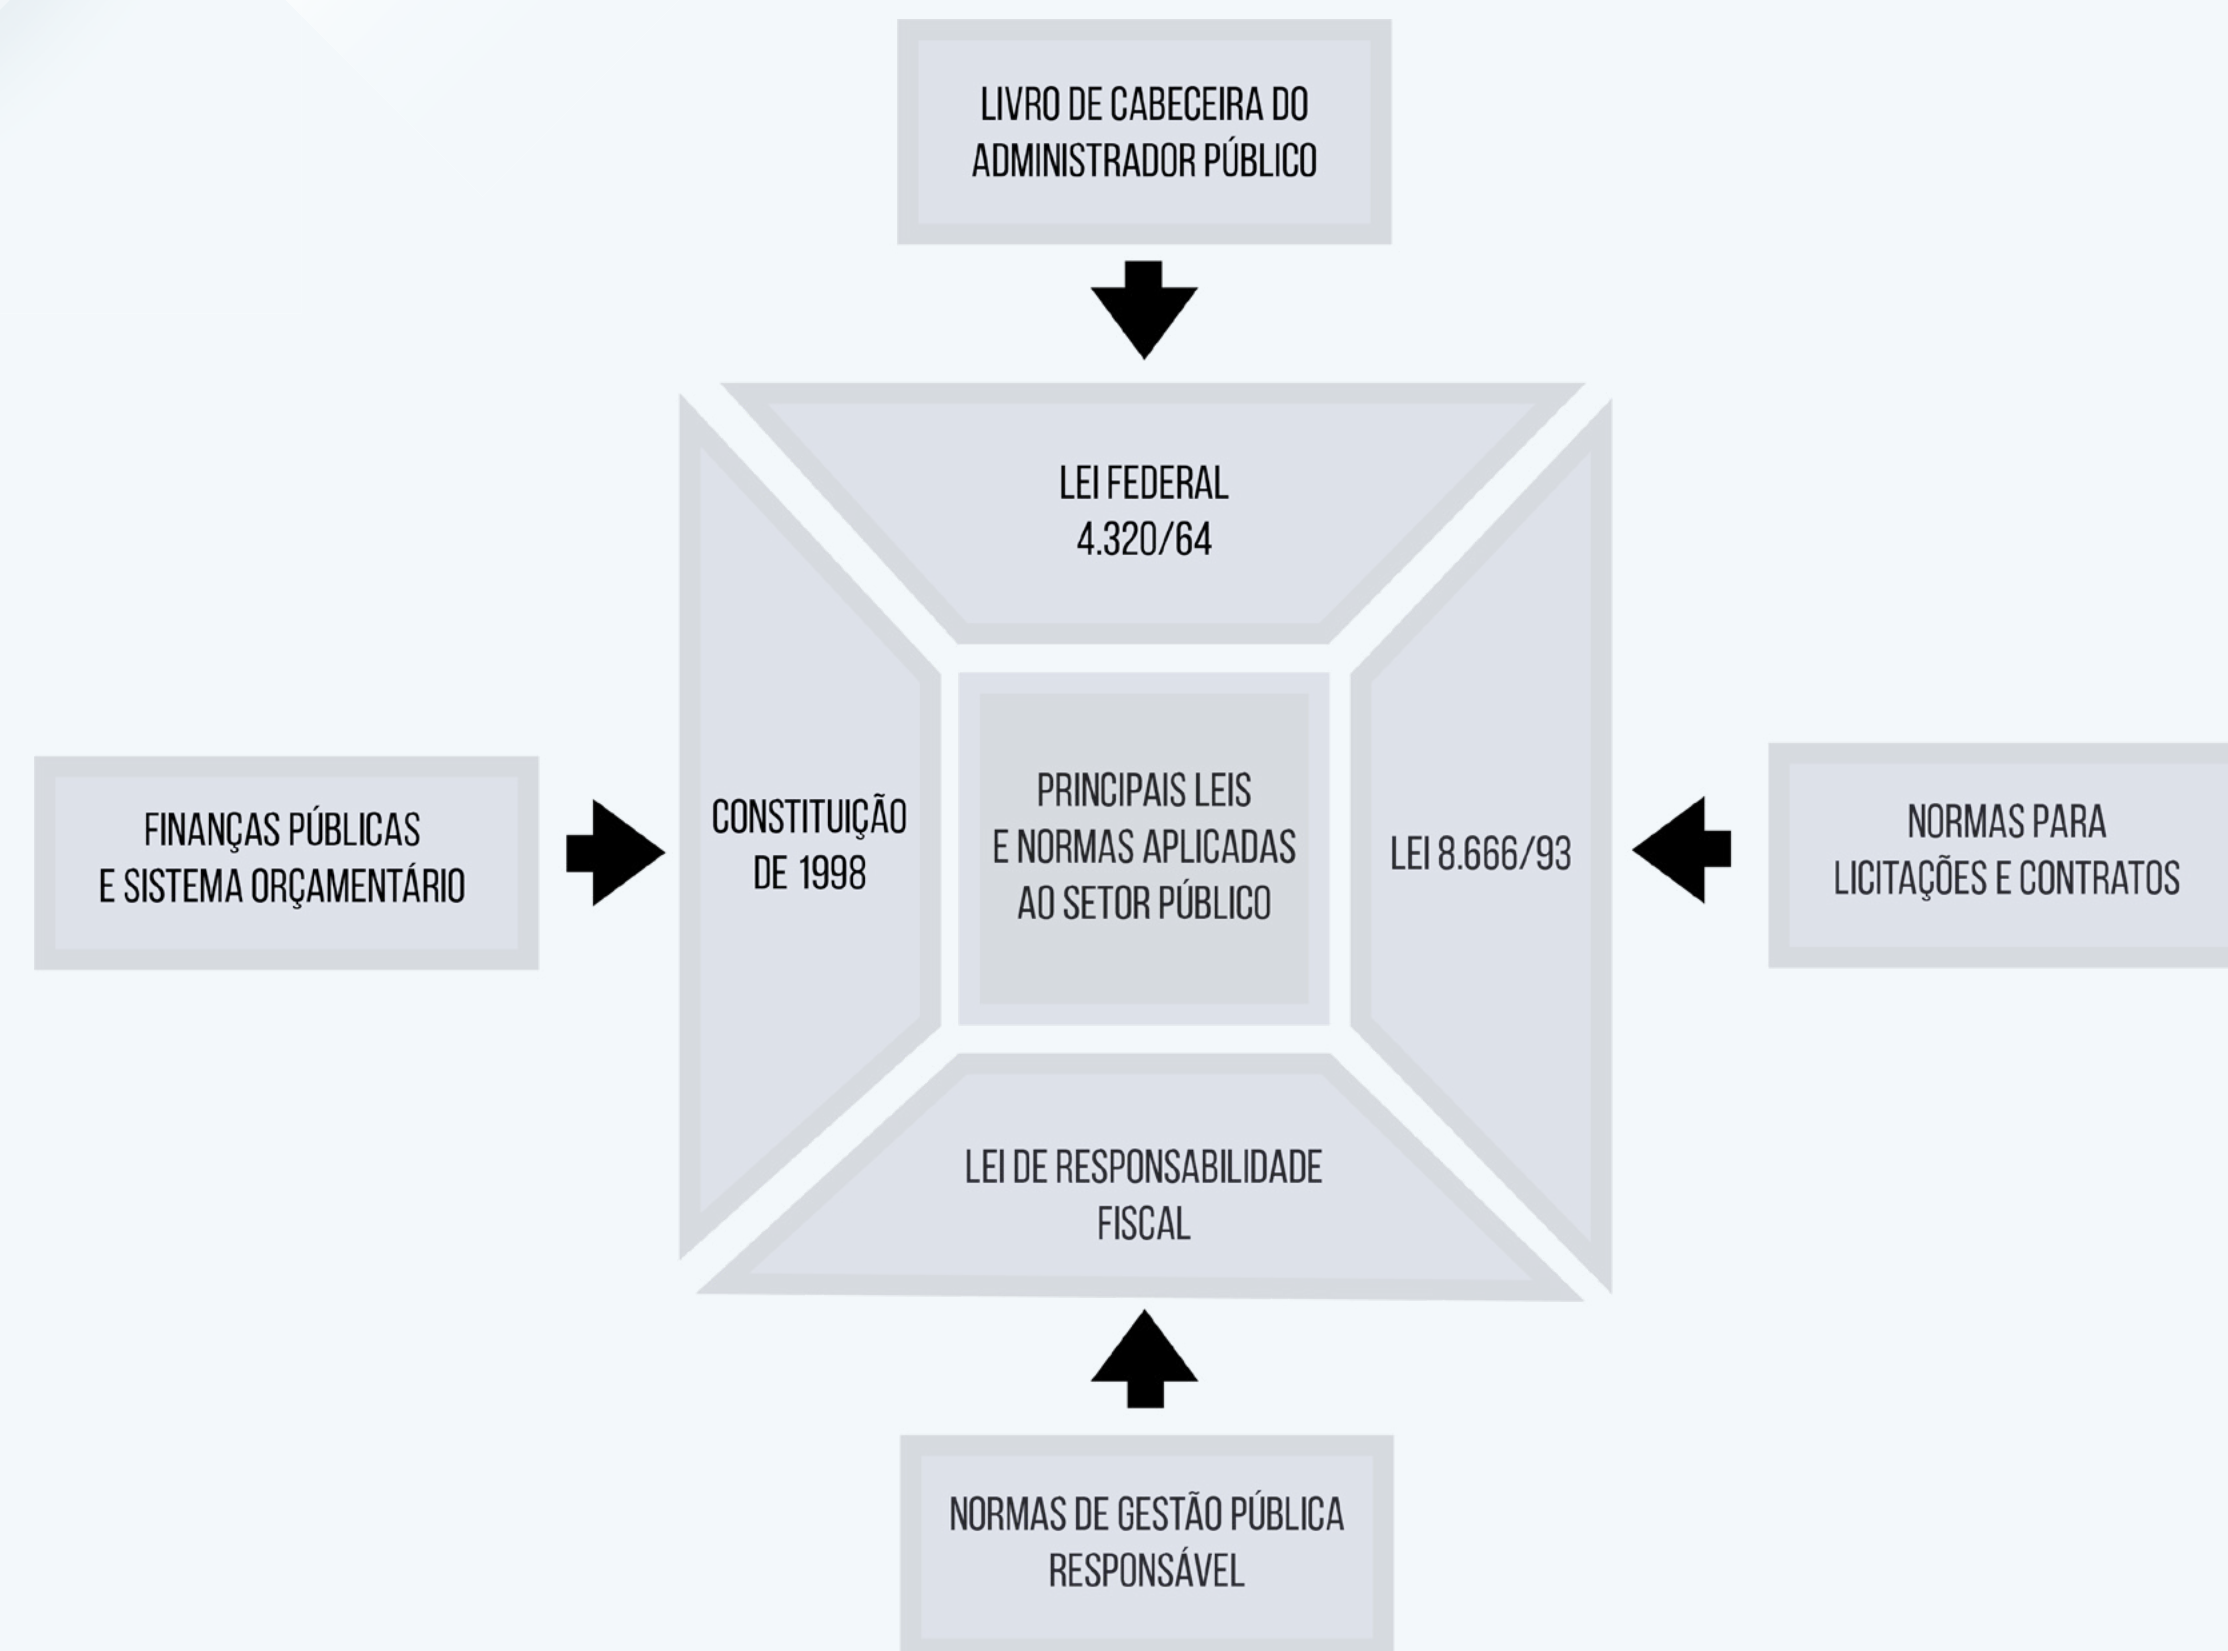 LIVRO DE CABECEIRA DO
ADMINISTRADOR PÚBLICO
LEI FEDERAL
4.320/64
FINANÇAS PÚBLICAS
E SISTEMA ORÇAMENTÁRIO
CONSTITUIÇÃO
DE 1998
PRINCIPAIS LEIS
E NORMAS APLICADAS
AO SETOR PÚBLICO
LEI 8.666/93
NORMAS PARA
LICITAÇÕES E CONTRATOS
LEI DE RESPONSABILIDADE
FISCAL
NORMAS DE GESTÃO PÚBLICA
RESPONSÁVEL